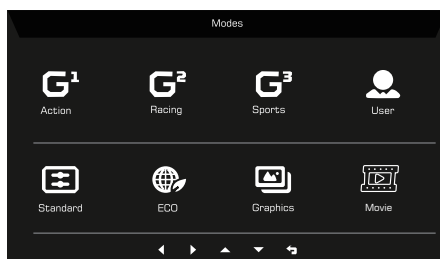 Modes
G¹ G² G³
Action Racing Sports User
Standard ECO Graphics Movie